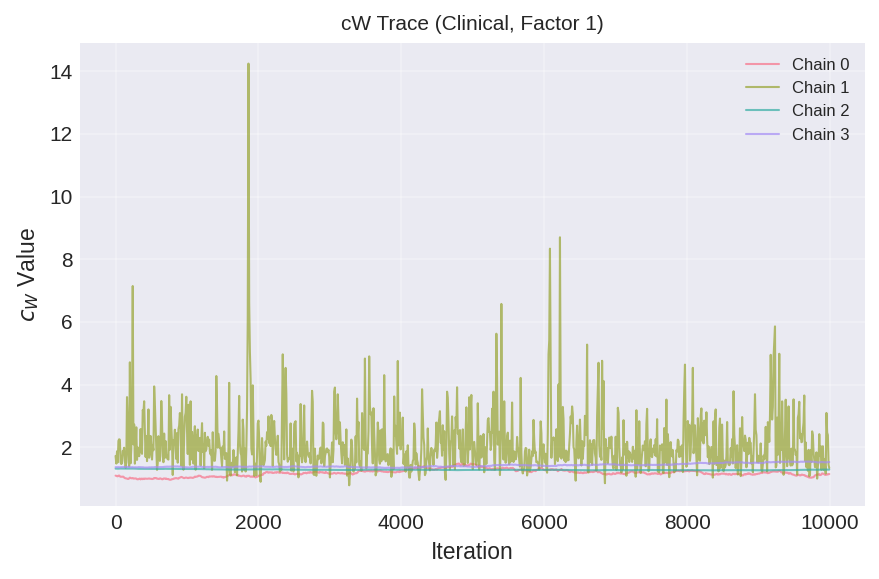 cW Trace (Clinical, Factor 1)
Chain 0
Chain 1
Chain 2
Chain 3
14
12
10
8
6
4
2
c_W Value
0 2000 4000 6000 8000 10000
Iteration